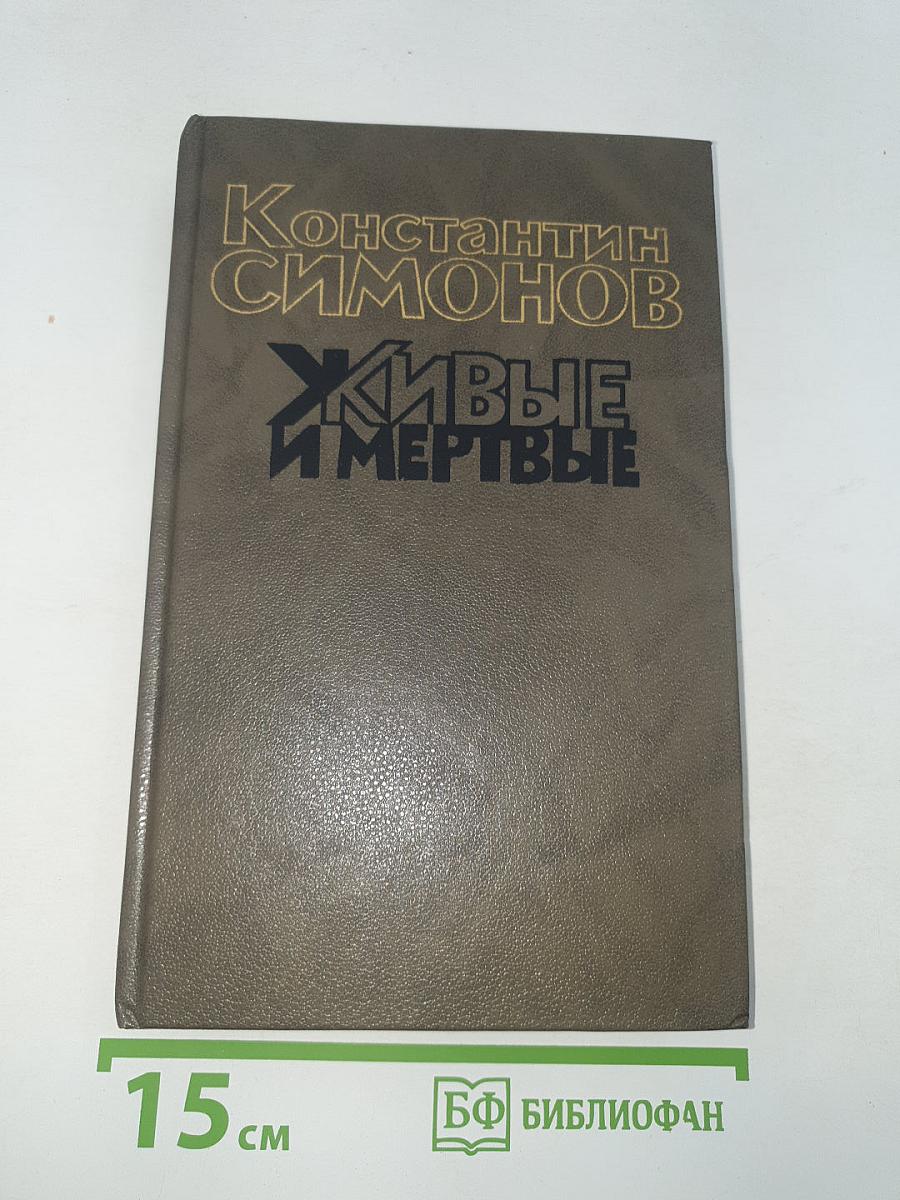 Константин
СИМОНОВ
ЖИВЫЕ
И МЕРТВЫЕ
15 см
БФ БИБЛИОФАН